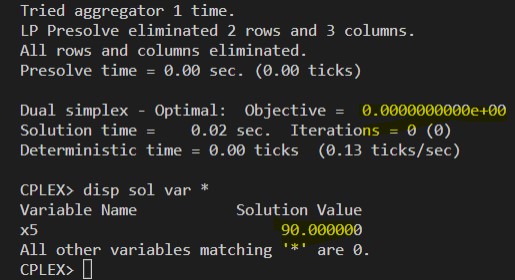 Tried aggregator 1 time.
LP Presolve eliminated 2 rows and 3 columns.
All rows and columns eliminated.
Presolve time = 0.00 sec. (0.00 ticks)
Dual simplex - Optimal:  Objective =  0.0000000000e+00
Solution time =    0.02 sec.  Iterations = 0 (0)
Deterministic time = 0.00 ticks  (0.13 ticks/sec)
CPLEX> disp sol var *
Variable Name           Solution Value
x5                           90.000000
All other variables matching '*' are 0.
CPLEX>